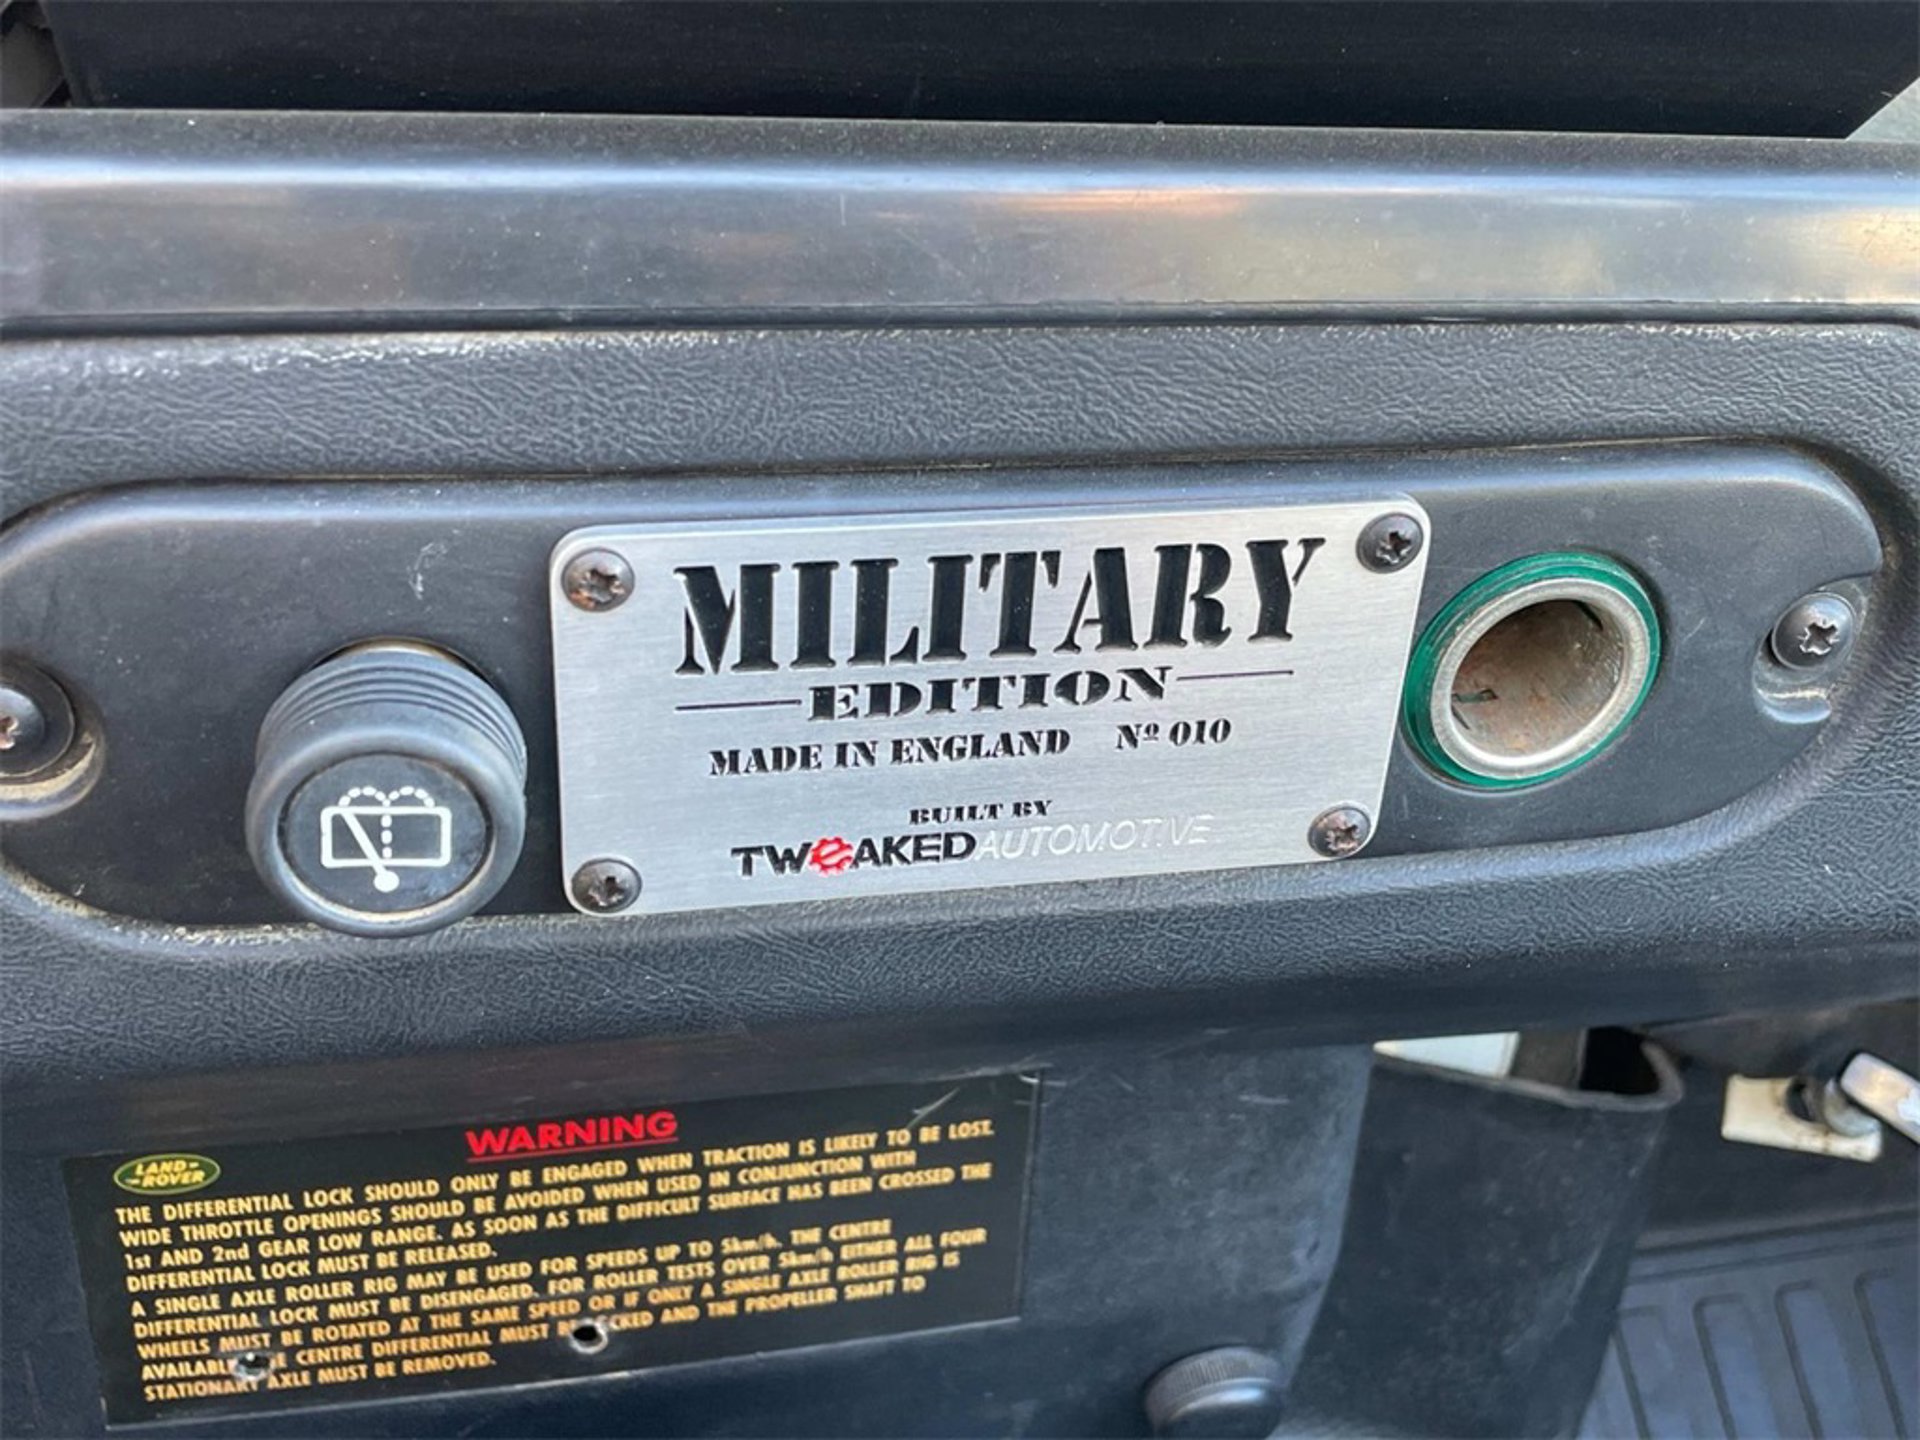 MILITARY
EDITION
MADE IN ENGLAND Nº 010
BUILT BY
TWEAKEDAUTOMOTIVE
WARNING
LAND-
-ROVER
THE DIFFERENTIAL LOCK SHOULD ONLY BE ENGAGED WHEN TRACTION IS LIKELY TO BE LOST.
WIDE THROTTLE OPENINGS SHOULD BE AVOIDED WHEN USED IN CONJUNCTION WITH
1st AND 2nd GEAR LOW RANGE. AS SOON AS THE DIFFICULT SURFACE HAS BEEN CROSSED THE
DIFFERENTIAL LOCK MUST BE RELEASED.
A SINGLE AXLE ROLLER RIG MAY BE USED FOR SPEEDS UP TO 5km/h. THE CENTRE
DIFFERENTIAL LOCK MUST BE DISENGAGED. FOR ROLLER TESTS OVER 5km/h EITHER ALL FOUR
WHEELS MUST BE ROTATED AT THE SAME SPEED OR IF ONLY A SINGLE AXLE ROLLER RIG IS
CENTRE DIFFERENTIAL MUST AND THE PROPELLER SHAFT TO
STATIONARY AXLE MUST BE REMOVED.